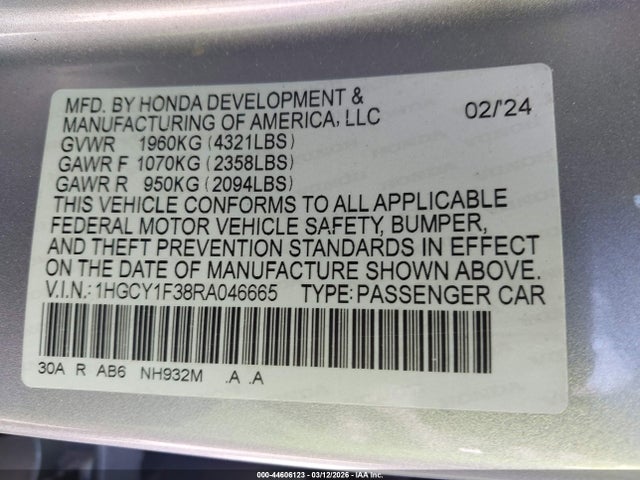 MFD. BY HONDA DEVELOPMENT & 02/'24
MANUFACTURING OF AMERICA, LLC
GVWR 1960KG (4321LBS)
GAWR F 1070KG (2358LBS)
GAWR R 950KG (2094LBS)
THIS VEHICLE CONFORMS TO ALL APPLICABLE
FEDERAL MOTOR VEHICLE SAFETY, BUMPER,
AND THEFT PREVENTION STANDARDS IN EFFECT
ON THE DATE OF MANUFACTURE SHOWN ABOVE.
V.I.N.: 1HGCY1F38RA046665 TYPE: PASSENGER CAR
30A R AB6 NH932M .A .A
000-44606123 - 03/12/2026 - IAA Inc.